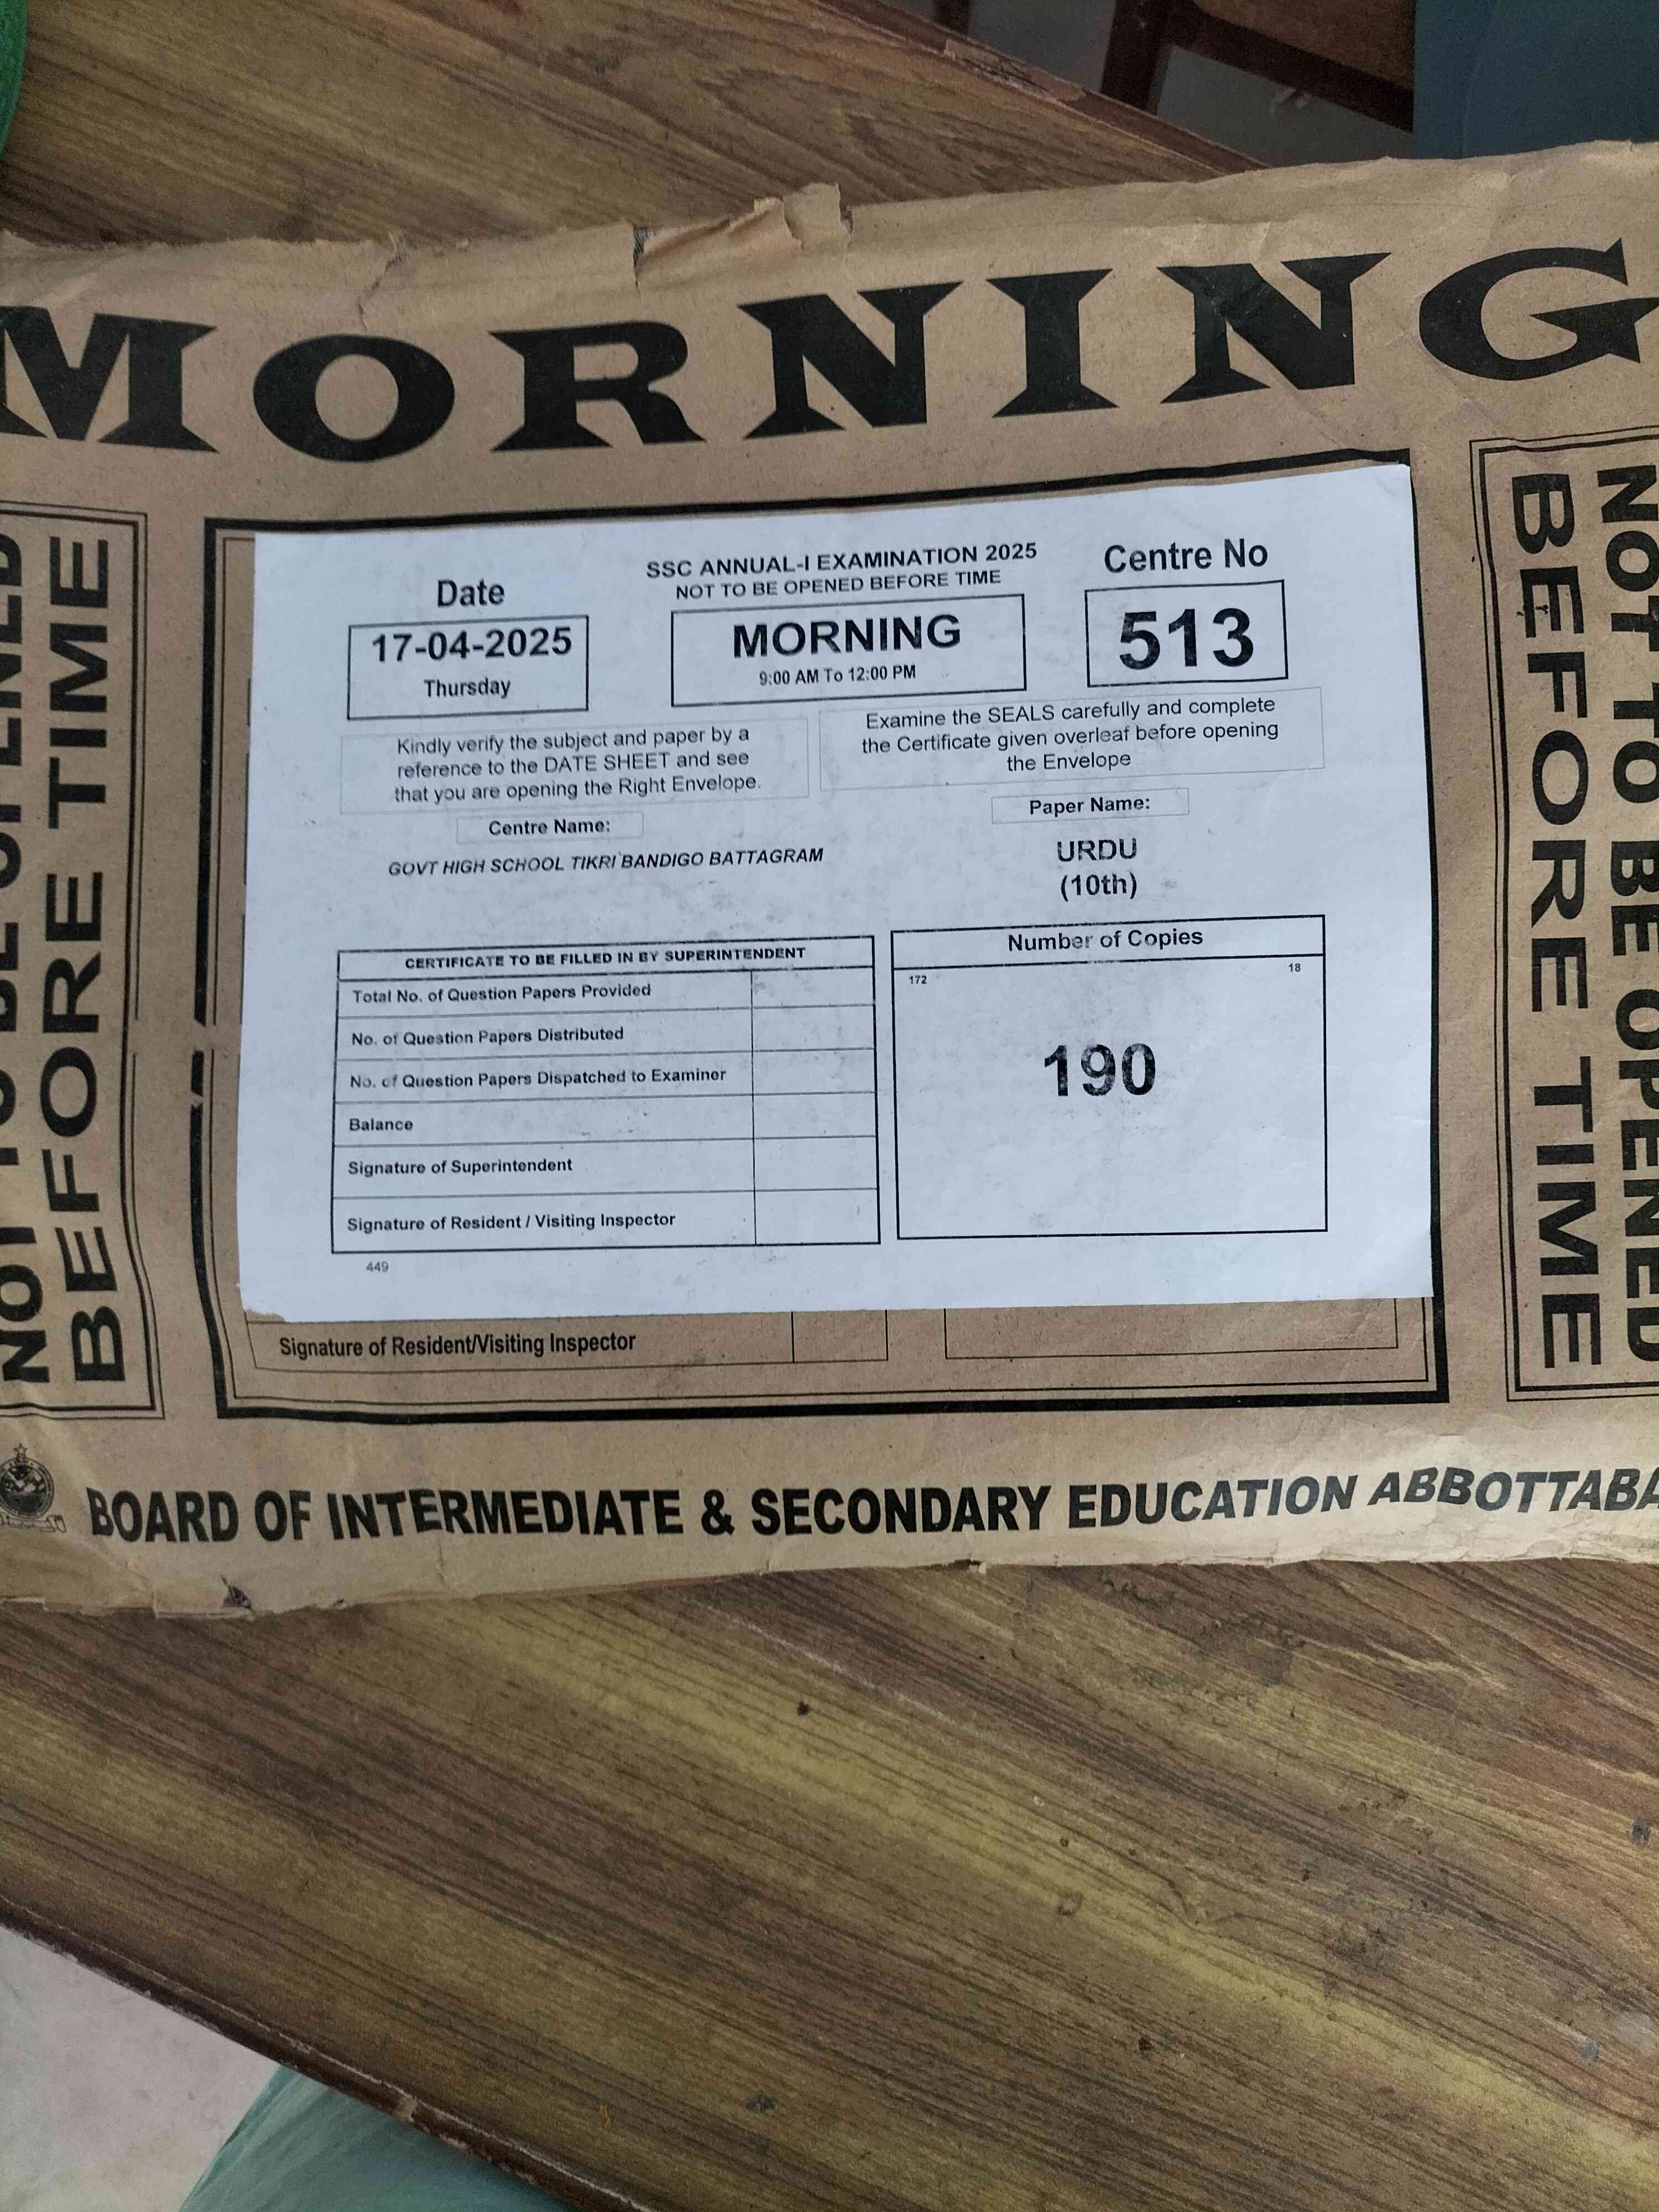 MORNING
NOT TO BE OPENED
BEFORE TIME
SSC ANNUAL-I EXAMINATION 2025
NOT TO BE OPENED BEFORE TIME
Date
17-04-2025
Thursday
MORNING
9:00 AM To 12:00 PM
Centre No
513
Kindly verify the subject and paper by a
reference to the DATE SHEET and see
that you are opening the Right Envelope.
Examine the SEALS carefully and complete
the Certificate given overleaf before opening
the Envelope
Centre Name:
GOVT HIGH SCHOOL TIKRI BANDIGO BATTAGRAM
Paper Name:
URDU
(10th)
CERTIFICATE TO BE FILLED IN BY SUPERINTENDENT
Total No. of Question Papers Provided
No. of Question Papers Distributed
No. of Question Papers Dispatched to Examiner
Balance
Signature of Superintendent
Signature of Resident / Visiting Inspector
Number of Copies
172 18
190
449
Signature of Resident/Visiting Inspector
NOT TO BE OPENED
BEFORE TIME
BOARD OF INTERMEDIATE & SECONDARY EDUCATION ABBOTTABA